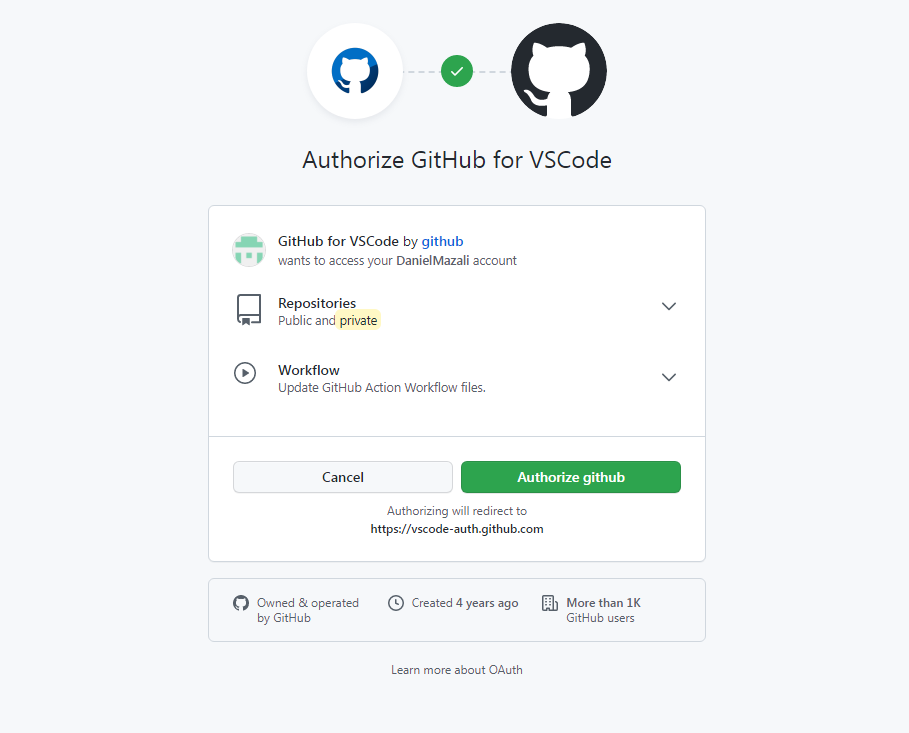 Authorize GitHub for VSCode
GitHub for VSCode by github
wants to access your DanielMazali account
Repositories
Public and private
Workflow
Update GitHub Action Workflow files.
Cancel
Authorize github
Authorizing will redirect to
https://vscode-auth.github.com
Owned & operated
by GitHub
Created 4 years ago
More than 1K
GitHub users
Learn more about OAuth